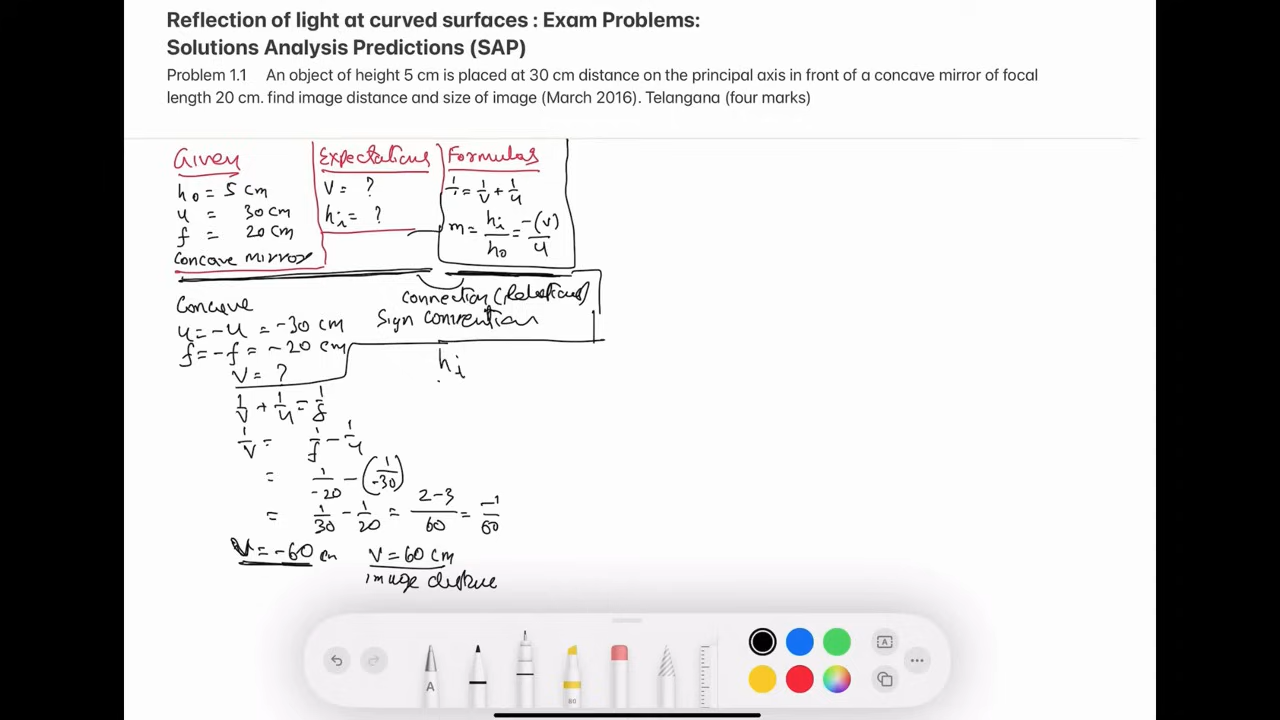 Reflection of light at curved surfaces : Exam Problems:
Solutions Analysis Predictions (SAP)
Problem 1.1 An object of height 5 cm is placed at 30 cm distance on the principal axis in front of a concave mirror of focal
length 20 cm. find image distance and size of image (March 2016). Telangana (four marks)
Given
h₀ = 5 cm
u = 30 cm
f = 20 cm
Concave mirror
Expectations
v = ?
hᵢ = ?
Formulas
1/f = 1/v + 1/u
m = hᵢ/h₀ = -(v)/u
Connection (Relations)
Sign convention
Concave
u = -u = -30 cm
f = -f = -20 cm
v = ?
hᵢ
1/v + 1/u = 1/f
1/v = 1/f - 1/u
= 1/-20 - (1/-30)
= 1/30 - 1/20 = 2-3/60 = -1/60
v = -60 cm v = 60 cm
image distance
A
80
A